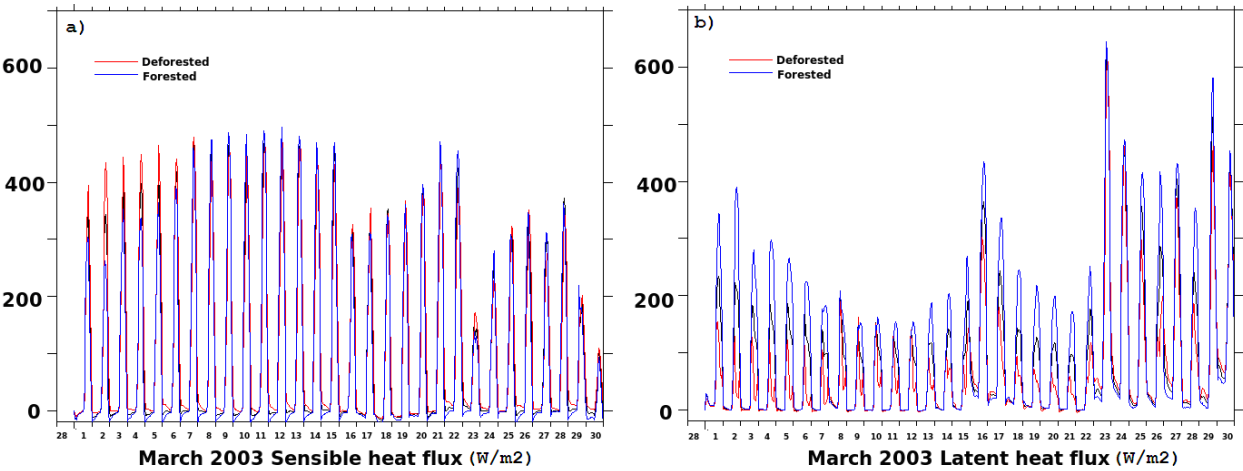 a)
600
400
200
0
Deforested
Forested
28 1 2 3 4 5 6 7 8 9 10 11 12 13 14 15 16 17 18 19 20 21 22 23 24 25 26 27 28 29 30
March 2003 Sensible heat flux (W/m2)
b)
600
400
200
0
Deforested
Forested
28 1 2 3 4 5 6 7 8 9 10 11 12 13 14 15 16 17 18 19 20 21 22 23 24 25 26 27 28 29 30
March 2003 Latent heat flux (W/m2)